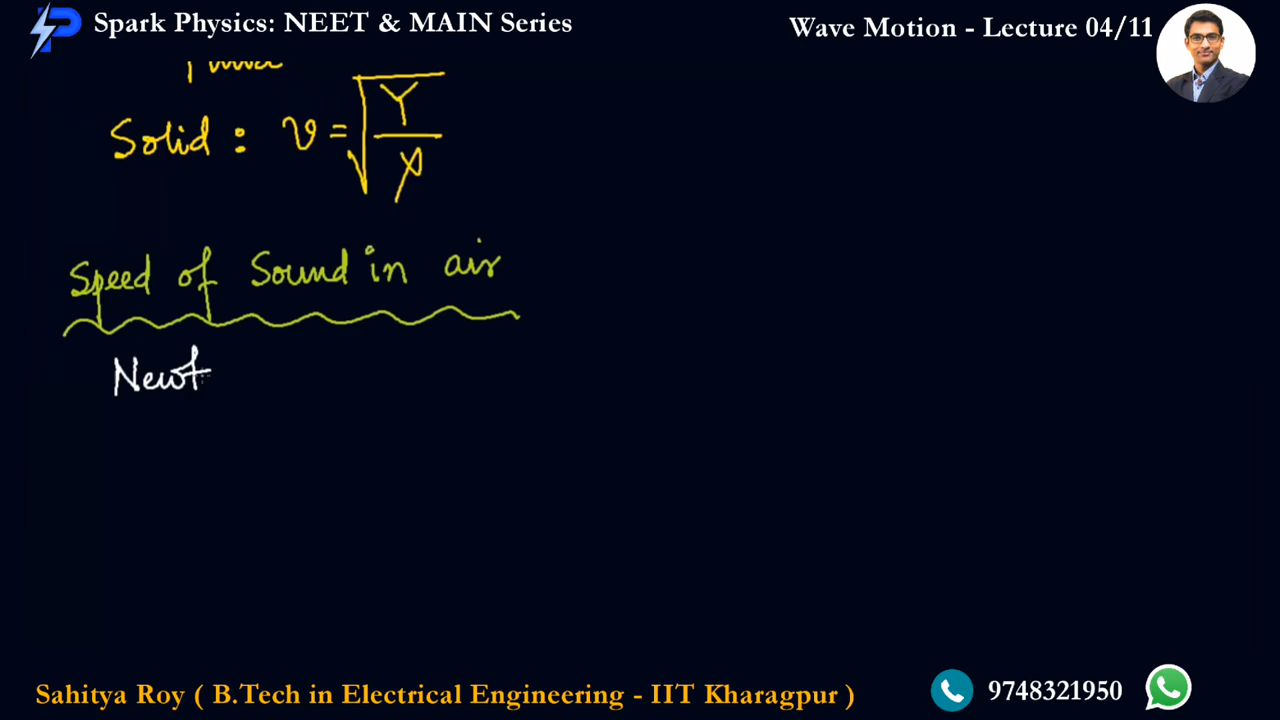 Spark Physics: NEET & MAIN Series
Wave Motion - Lecture 04/11
Solid : v = √(Y/ρ)
Speed of Sound in air
Newt
Sahitya Roy ( B.Tech in Electrical Engineering - IIT Kharagpur )
9748321950